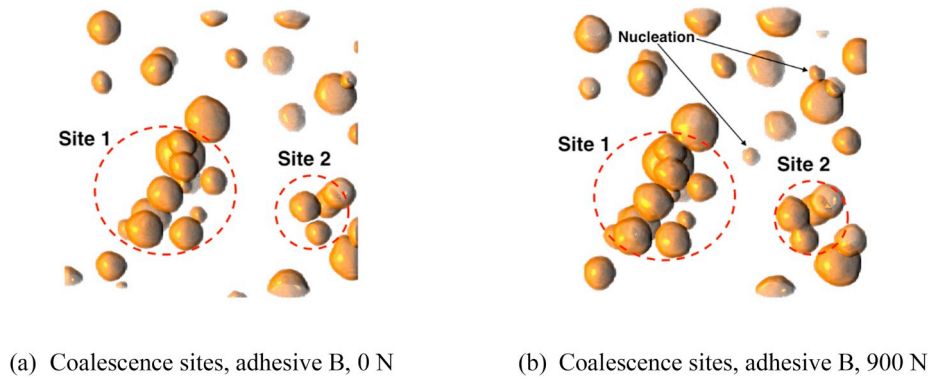 Site 1
Site 2
Nucleation
Site 1
Site 2
(a) Coalescence sites, adhesive B, 0 N
(b) Coalescence sites, adhesive B, 900 N